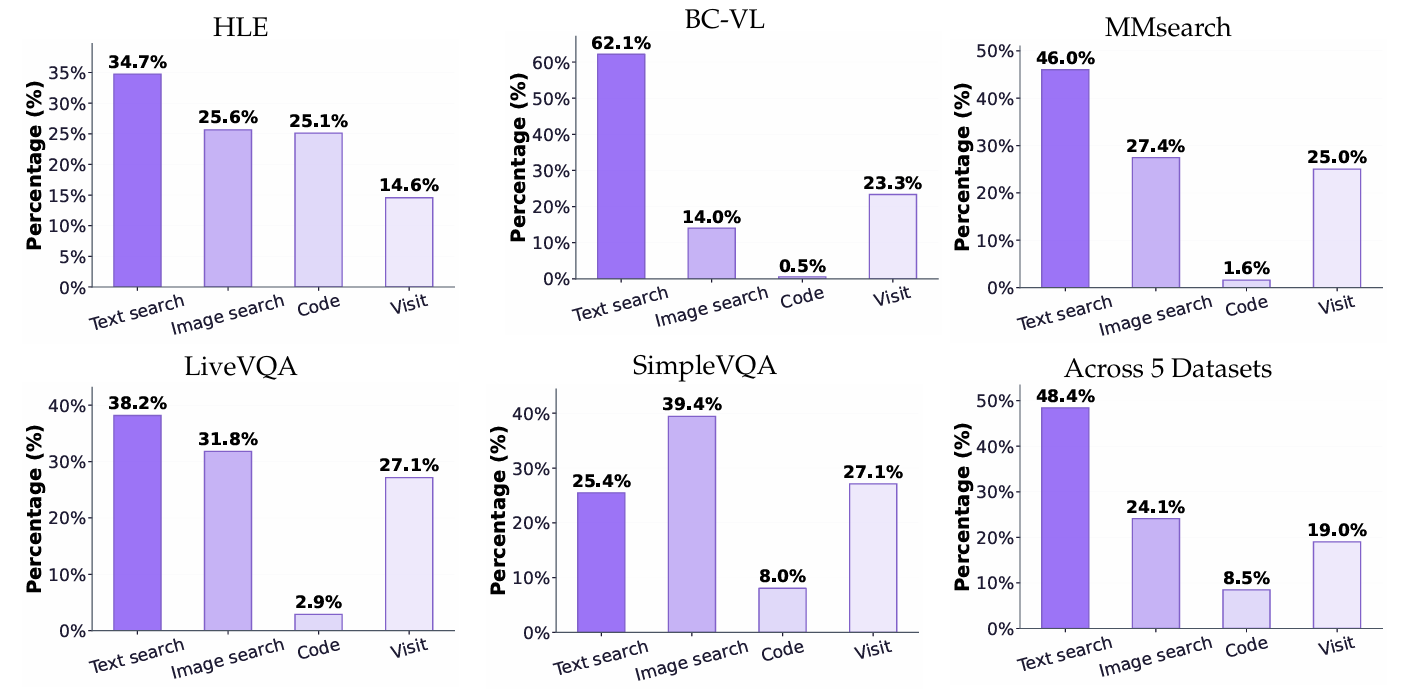 HLE
Percentage (%)
35%
30%
25%
20%
15%
10%
5%
0%
34.7%
25.6%
25.1%
14.6%
Text search
Image search
Code
Visit
BC-VL
Percentage (%)
60%
50%
40%
30%
20%
10%
0%
62.1%
14.0%
0.5%
23.3%
Text search
Image search
Code
Visit
MMsearch
Percentage (%)
50%
40%
30%
20%
10%
0%
46.0%
27.4%
1.6%
25.0%
Text search
Image search
Code
Visit
LiveVQA
Percentage (%)
40%
30%
20%
10%
0%
38.2%
31.8%
2.9%
27.1%
Text search
Image search
Code
Visit
SimpleVQA
Percentage (%)
40%
30%
20%
10%
0%
25.4%
39.4%
8.0%
27.1%
Text search
Image search
Code
Visit
Across 5 Datasets
Percentage (%)
50%
40%
30%
20%
10%
0%
48.4%
24.1%
8.5%
19.0%
Text search
Image search
Code
Visit